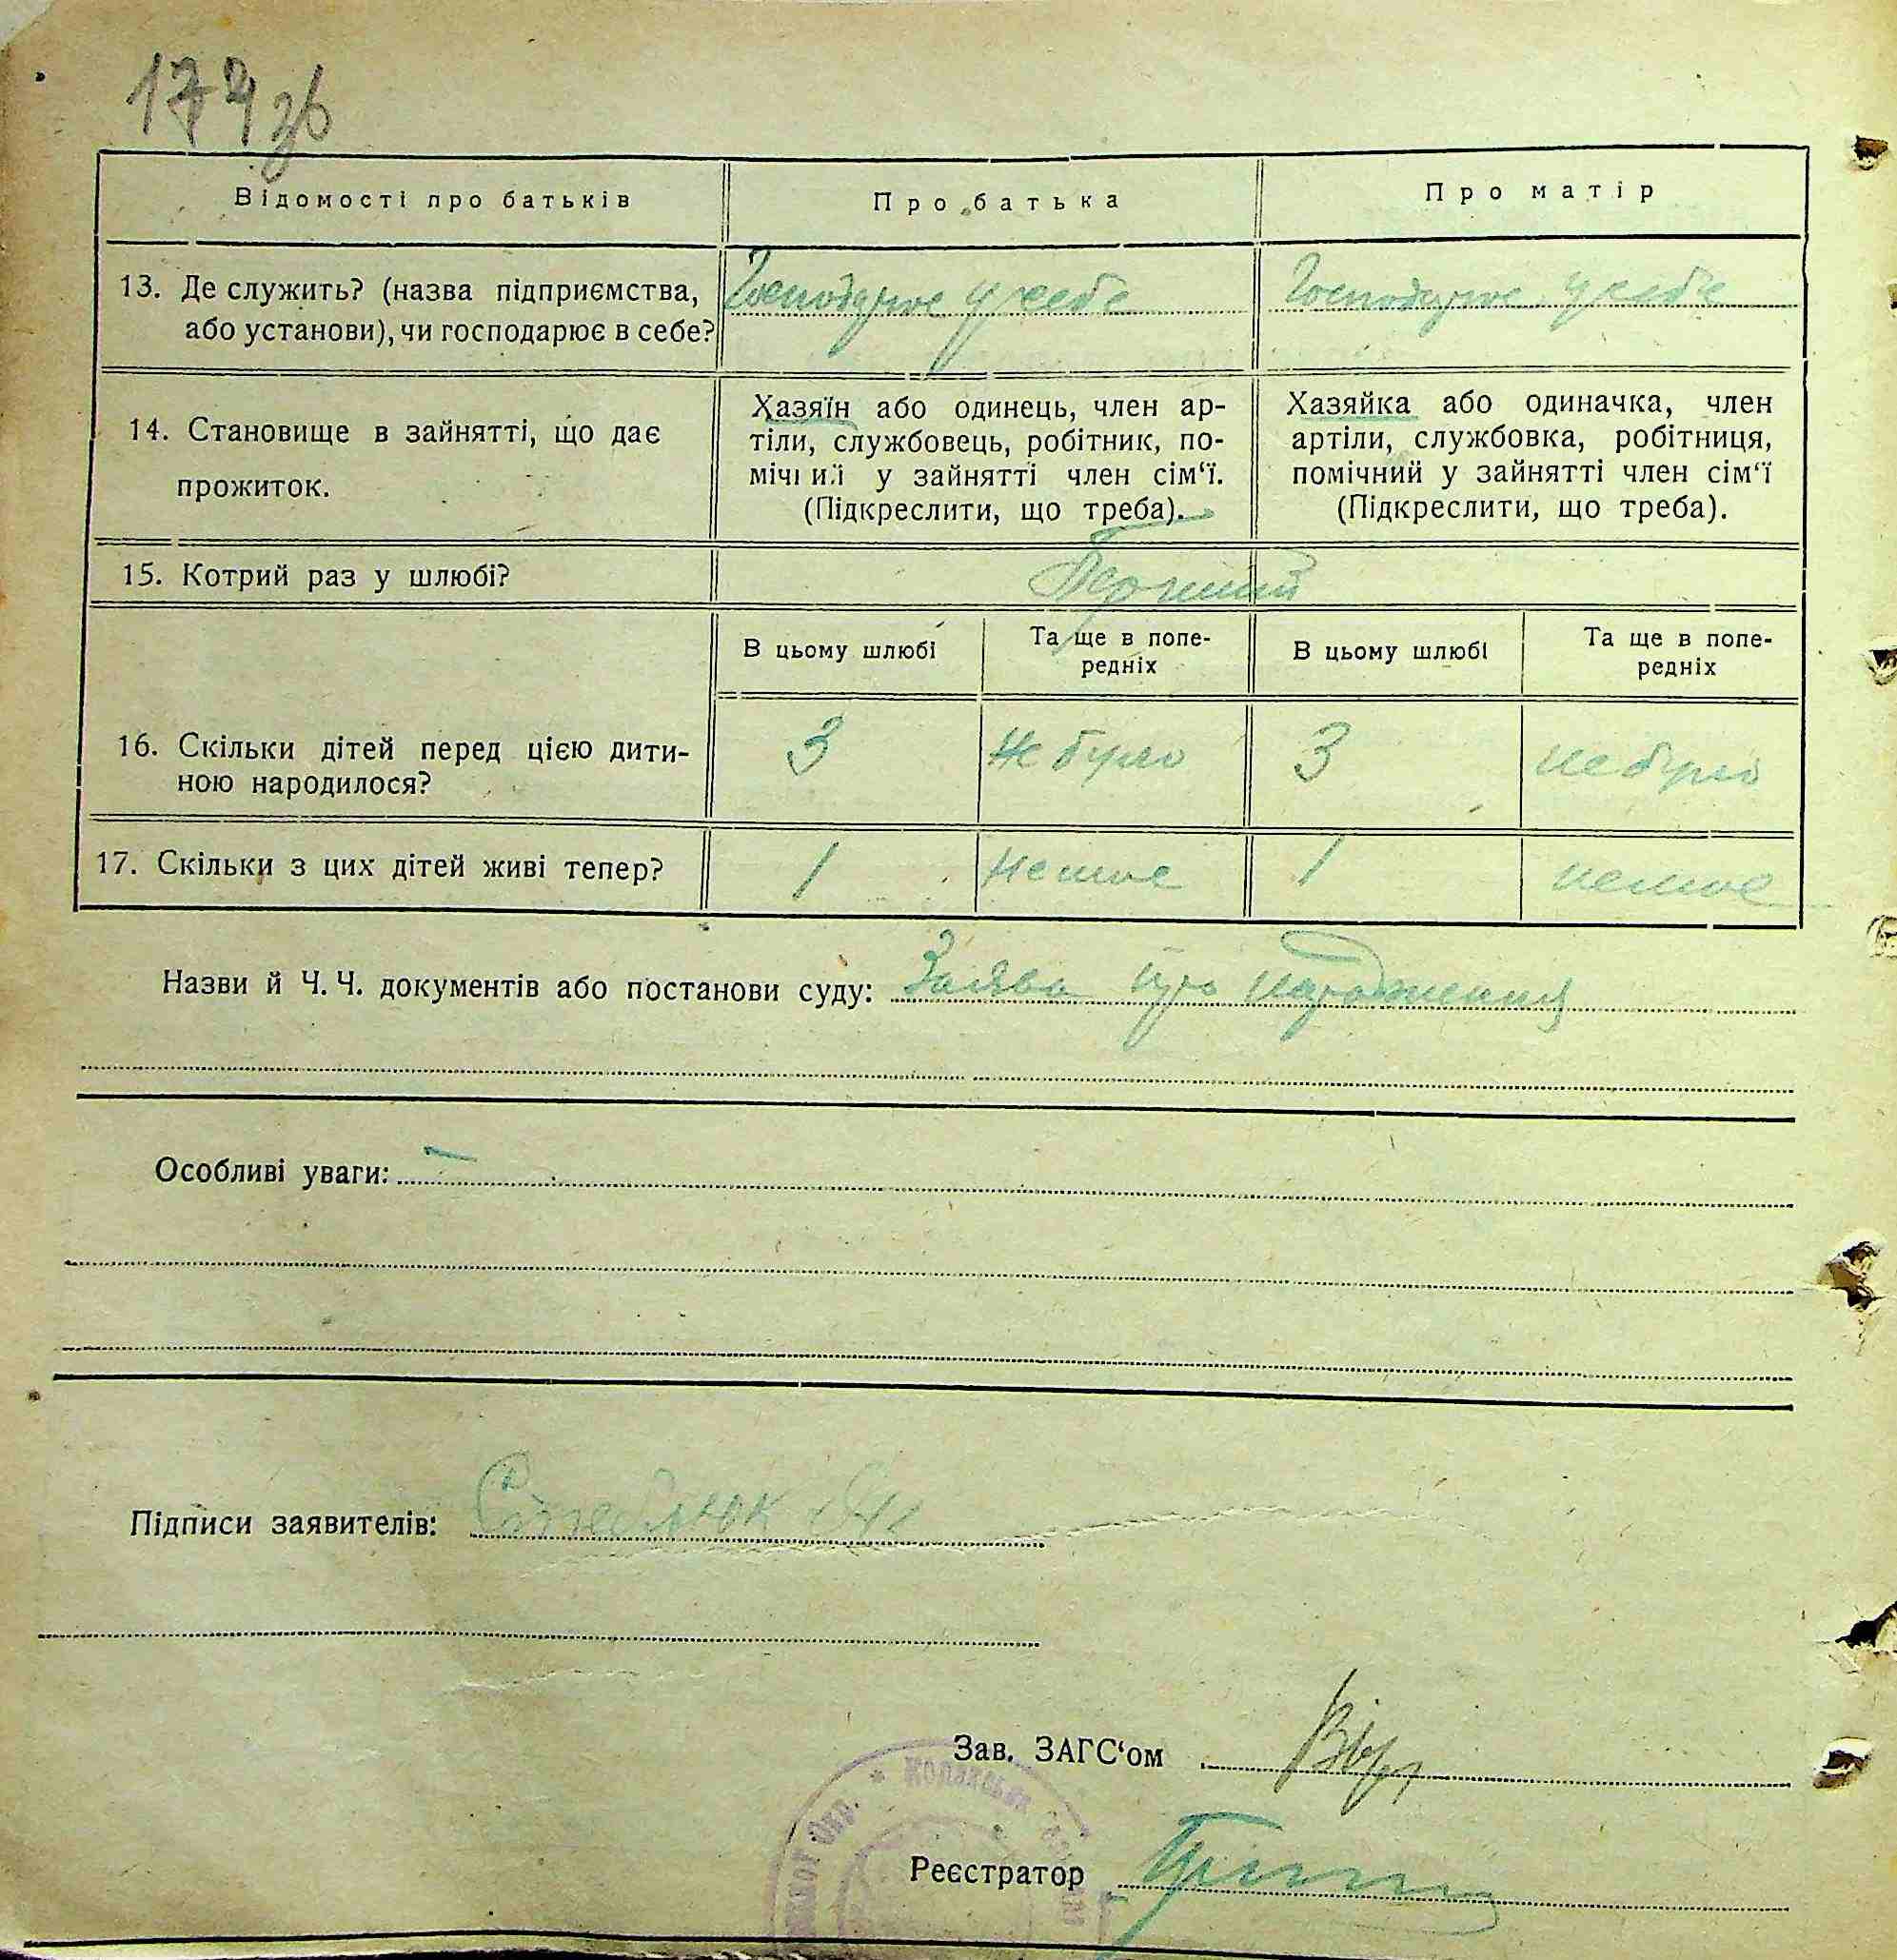 174 зв
Відомості про батьків
Про батька
Про матір
13. Де служить? (назва підприємства,
або установи), чи господарює в себе?
Господарює у себе
Господарює у себе
14. Становище в зайнятті, що дає
прожиток.
Хазяїн або одинець, член ар-
тіли, службовець, робітник, по-
мічний у зайнятті член сім‘ї.
(Підкреслити, що треба).
Хазяйка або одиначка, член
артіли, службовка, робітниця,
помічний у зайнятті член сім‘ї
(Підкреслити, що треба).
15. Котрий раз у шлюбі?
Перший
В цьому шлюбі
Та ще в попе-
редніх
В цьому шлюбі
Та ще в попе-
редніх
16. Скільки дітей перед цією дити-
ною народилося?
3
Не було
3
не було
17. Скільки з цих дітей живі тепер?
1
Немає
1
немає
Назви й Ч. Ч. документів або постанови суду: Заява про народження
Особливі уваги: —
Підписи заявителів:
Зав. ЗАГС‘ом
Реєстратор